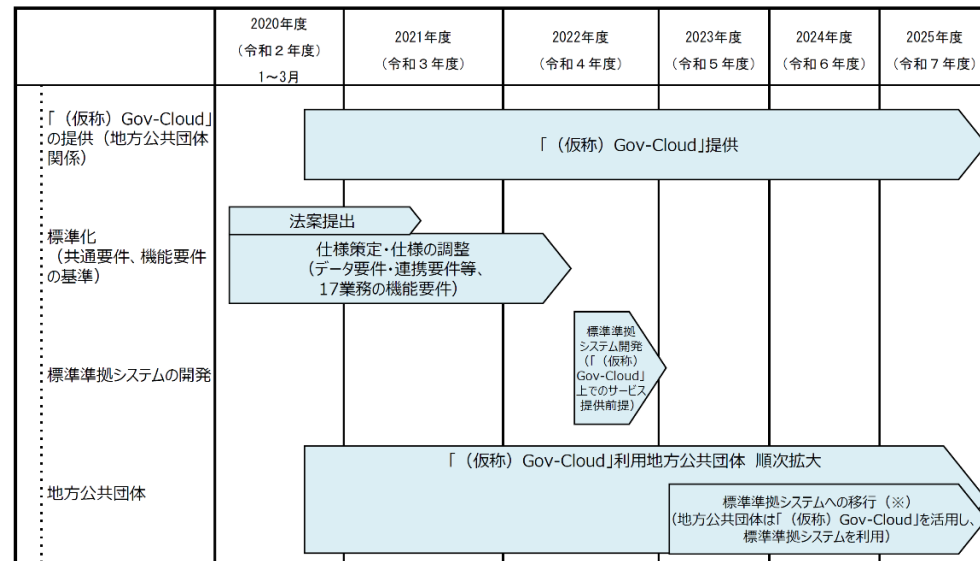 2020年度
(令和2年度)
1～3月
2021年度
(令和3年度)
2022年度
(令和4年度)
2023年度
(令和5年度)
2024年度
(令和6年度)
2025年度
(令和7年度)
「(仮称) Gov-Cloud」
の提供 (地方公共団体
関係)
「(仮称) Gov-Cloud」提供
標準化
(共通要件、機能要件
の基準)
法案提出
仕様策定・仕様の調整
(データ要件・連携要件等、
17業務の機能要件)
標準準拠システムの開発
標準準拠
システム開発
(「(仮称)
Gov-Cloud」
上でのサービス
提供前提)
地方公共団体
「(仮称) Gov-Cloud」利用地方公共団体 順次拡大
標準準拠システムへの移行 (※)
(地方公共団体は「(仮称) Gov-Cloud」を活用し、
標準準拠システムを利用)